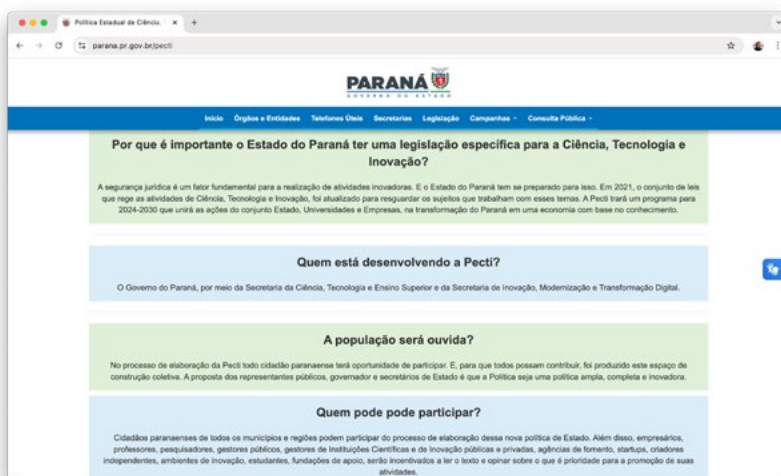 Política Estadual de Ciência,
parana.pr.gov.br/pecti
PARANÁ
GOVERNO DO ESTADO
Início Órgãos e Entidades Telefones Úteis Secretarias Legislação Campanhas Consulta Pública
Por que é importante o Estado do Paraná ter uma legislação específica para a Ciência, Tecnologia e
Inovação?
A segurança jurídica é um fator fundamental para a realização de atividades inovadoras. E o Estado do Paraná tem se preparado para isso. Em 2021, o conjunto de leis
que rege as atividades de Ciência, Tecnologia e Inovação, foi atualizado para resguardar os sujeitos que trabalham com esses temas. A Pecti trará um programa para
2024-2030 que unirá as ações do conjunto Estado, Universidades e Empresas, na transformação do Paraná em uma economia com base no conhecimento.
Quem está desenvolvendo a Pecti?
O Governo do Paraná, por meio da Secretaria da Ciência, Tecnologia e Ensino Superior e da Secretaria de Inovação, Modernização e Transformação Digital.
A população será ouvida?
No processo de elaboração da Pecti todo cidadão paranaense terá oportunidade de participar. E, para que todos possam contribuir, foi produzido este espaço de
construção coletiva. A proposta dos representantes públicos, governador e secretários de Estado é que a Política seja uma política ampla, completa e inovadora.
Quem pode pode participar?
Cidadãos paranaenses de todos os municípios e regiões podem participar do processo de elaboração dessa nova política de Estado. Além disso, empresários,
professores, pesquisadores, gestores públicos, gestores de Instituições Científicas e de Inovação públicas e privadas, agências de fomento, startups, criadores
independentes, ambientes de inovação, estudantes, fundações de apoio, serão incentivados a ler o texto e opinar sobre o que é prioridade para a promoção de suas
atividades.